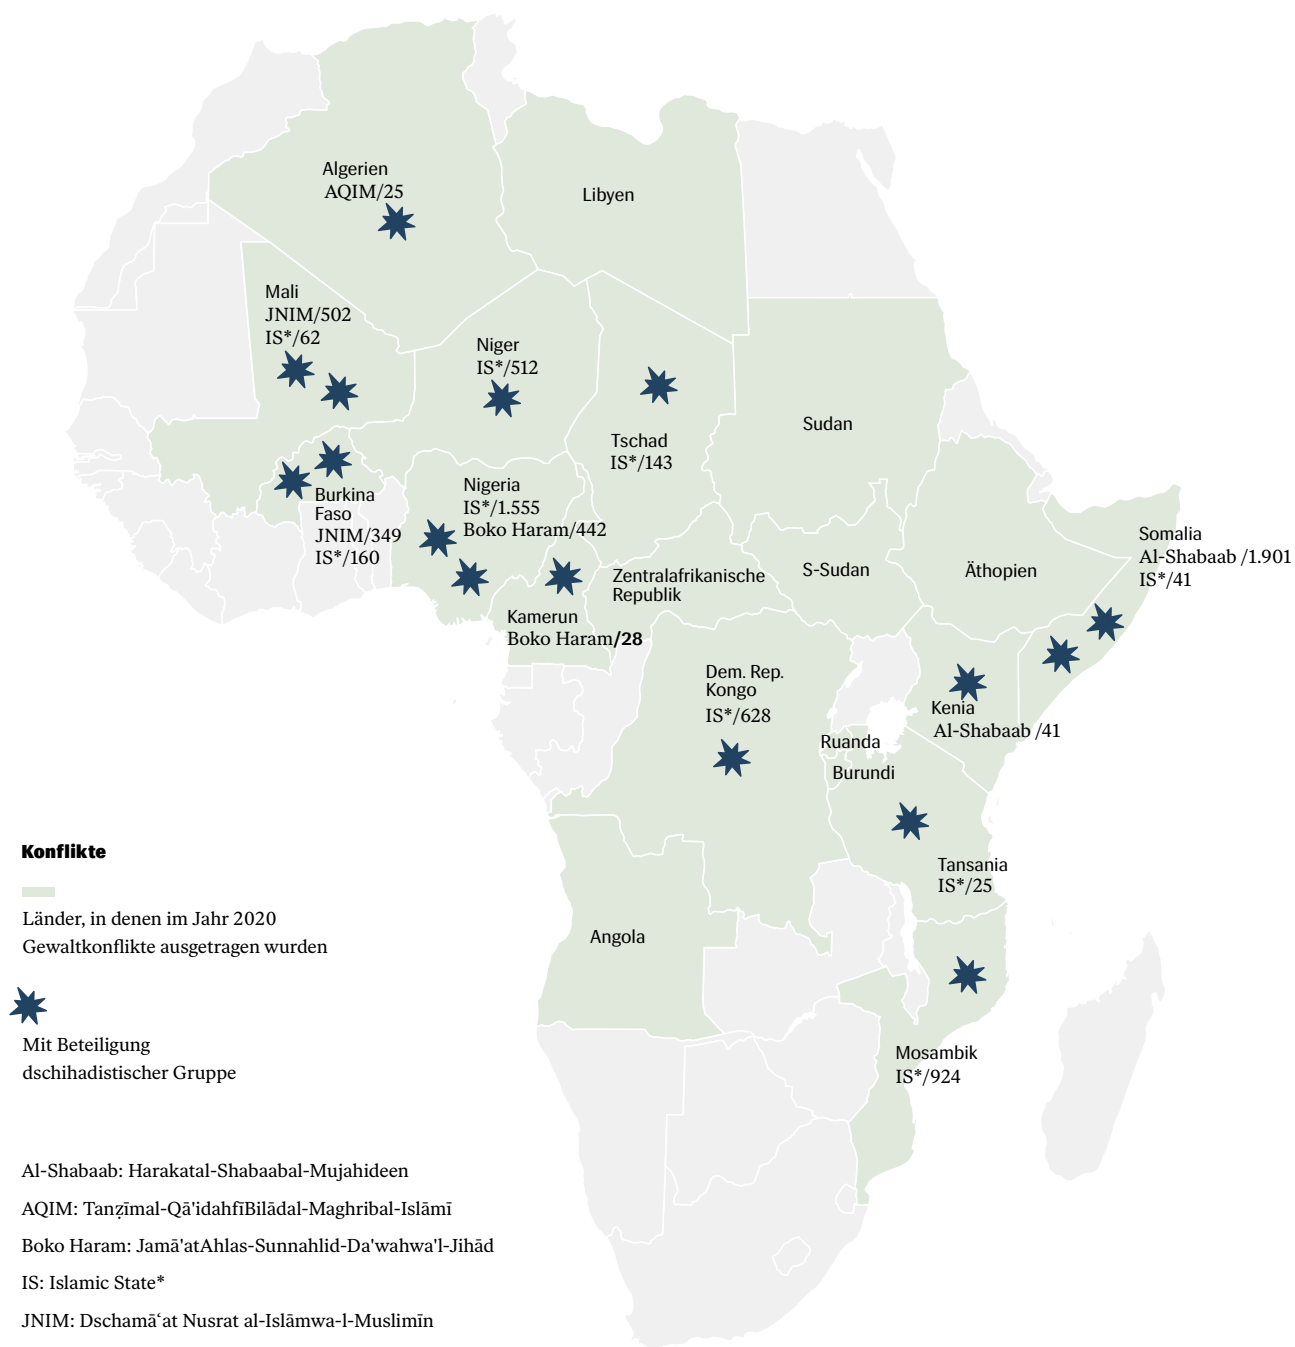 Algerien
AQIM/25
Libyen
Mali
JNIM/502
IS*/62
Niger
IS*/512
Tschad
IS*/143
Sudan
Burkina
Faso
JNIM/349
IS*/160
Nigeria
IS*/1.555
Boko Haram/442
Zentralafrikanische
Republik
S-Sudan
Äthopien
Somalia
Al-Shabaab /1.901
IS*/41
Kamerun
Boko Haram/28
Dem. Rep.
Kongo
IS*/628
Kenia
Al-Shabaab /41
Ruanda
Burundi
Tansania
IS*/25
Angola
Mosambik
IS*/924
Konflikte
Länder, in denen im Jahr 2020
Gewaltkonflikte ausgetragen wurden
Mit Beteiligung
dschihadistischer Gruppe
Al-Shabaab: Harakatal-Shabaabal-Mujahideen
AQIM: Tanẓīmal-Qā'idahfīBilādal-Maghribal-Islāmī
Boko Haram: Jamā'atAhlas-Sunnahlid-Da'wahwa'l-Jihād
IS: Islamic State*
JNIM: Dschamāʿat Nusrat al-Islāmwa-l-Muslimīn